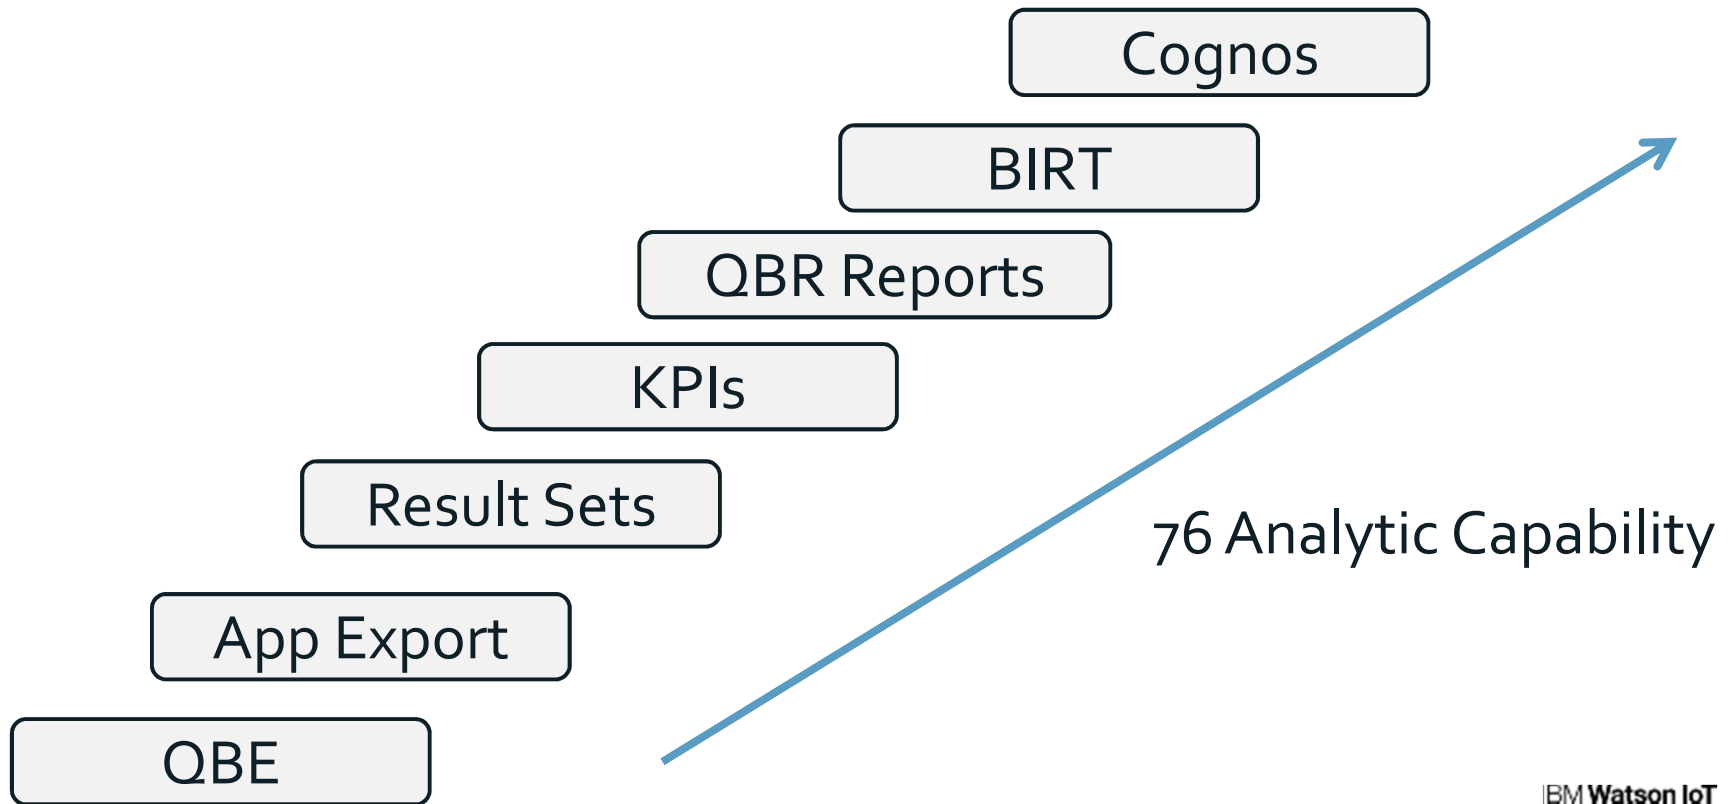 Cognos
BIRT
QBR Reports
KPIs
Result Sets
76 Analytic Capability
App Export
QBE
IBM Watson IoT